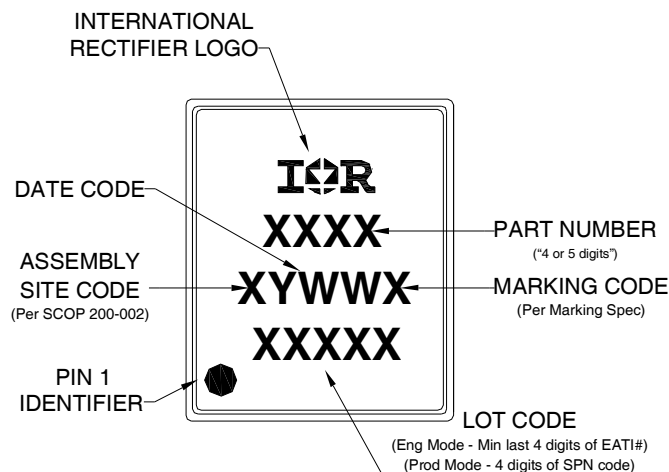 INTERNATIONAL
RECTIFIER LOGO
IOR
DATE CODE
XXXX
PART NUMBER
("4 or 5 digits")
ASSEMBLY
SITE CODE
(Per SCOP 200-002)
XYWWX
MARKING CODE
(Per Marking Spec)
XXXXX
PIN 1
IDENTIFIER
LOT CODE
(Eng Mode - Min last 4 digits of EATI#)
(Prod Mode - 4 digits of SPN code)